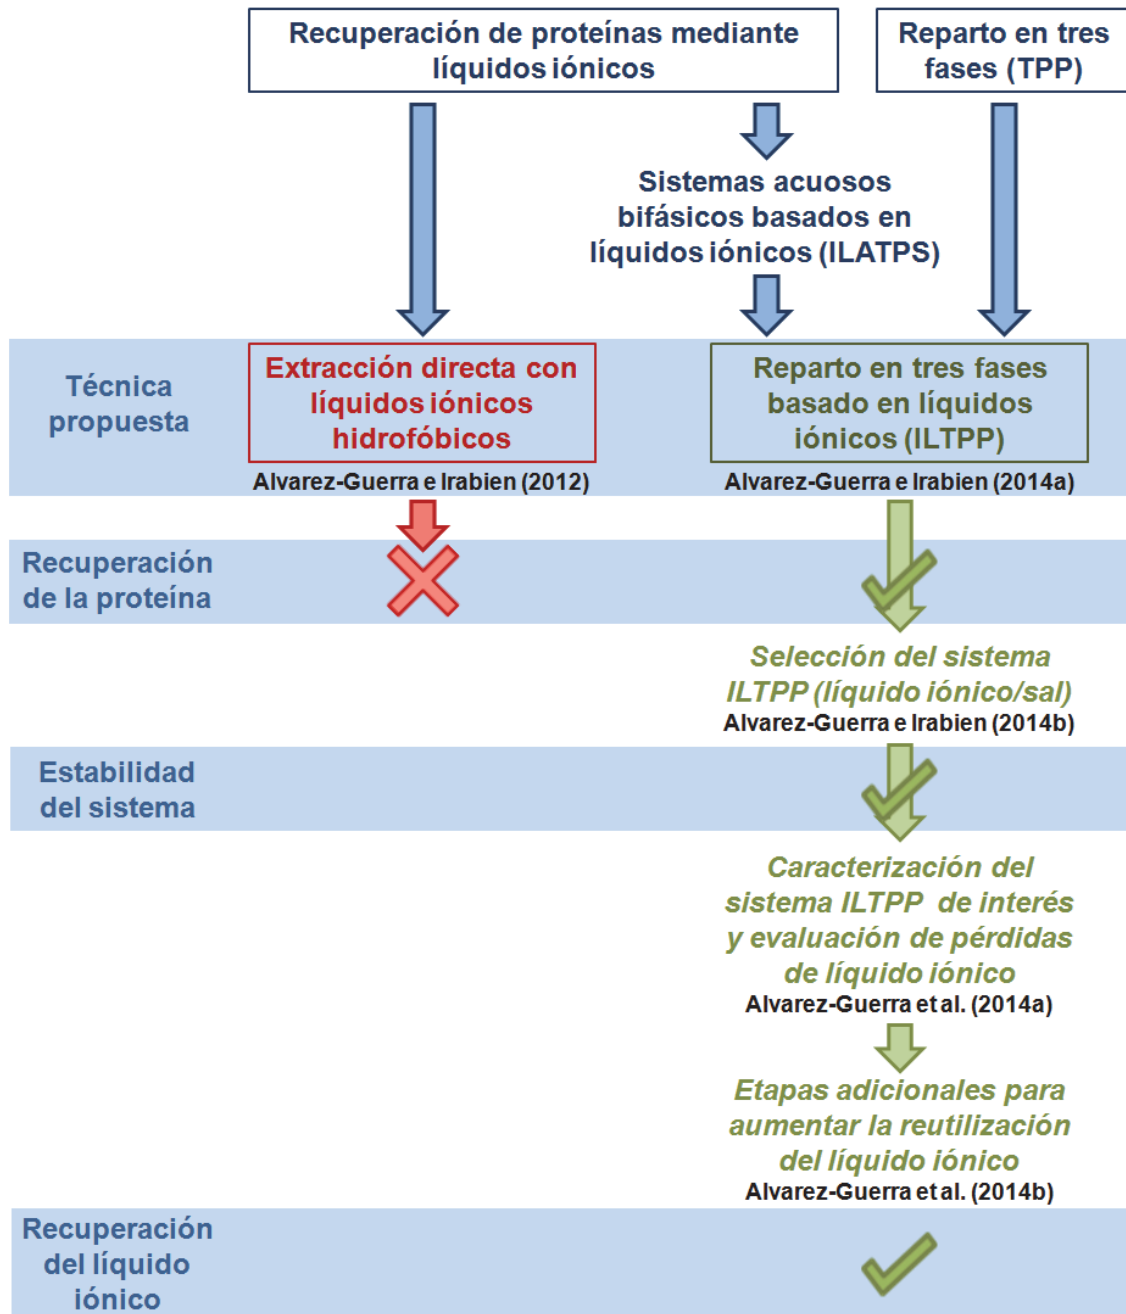 Recuperación de proteínas mediante
líquidos iónicos
Reparto en tres
fases (TPP)
Sistemas acuosos
bifásicos basados en
líquidos iónicos (ILATPS)
Técnica
propuesta
Extracción directa con
líquidos iónicos
hidrofóbicos
Alvarez-Guerra e Irabien (2012)
Reparto en tres fases
basado en líquidos
iónicos (ILTPP)
Alvarez-Guerra e Irabien (2014a)
Recuperación
de la proteína
Selección del sistema
ILTPP (líquido iónico/sal)
Alvarez-Guerra e Irabien (2014b)
Estabilidad
del sistema
Caracterización del
sistema ILTPP de interés
y evaluación de pérdidas
de líquido iónico
Alvarez-Guerra et al. (2014a)
Etapas adicionales para
aumentar la reutilización
del líquido iónico
Alvarez-Guerra et al. (2014b)
Recuperación
del líquido
iónico